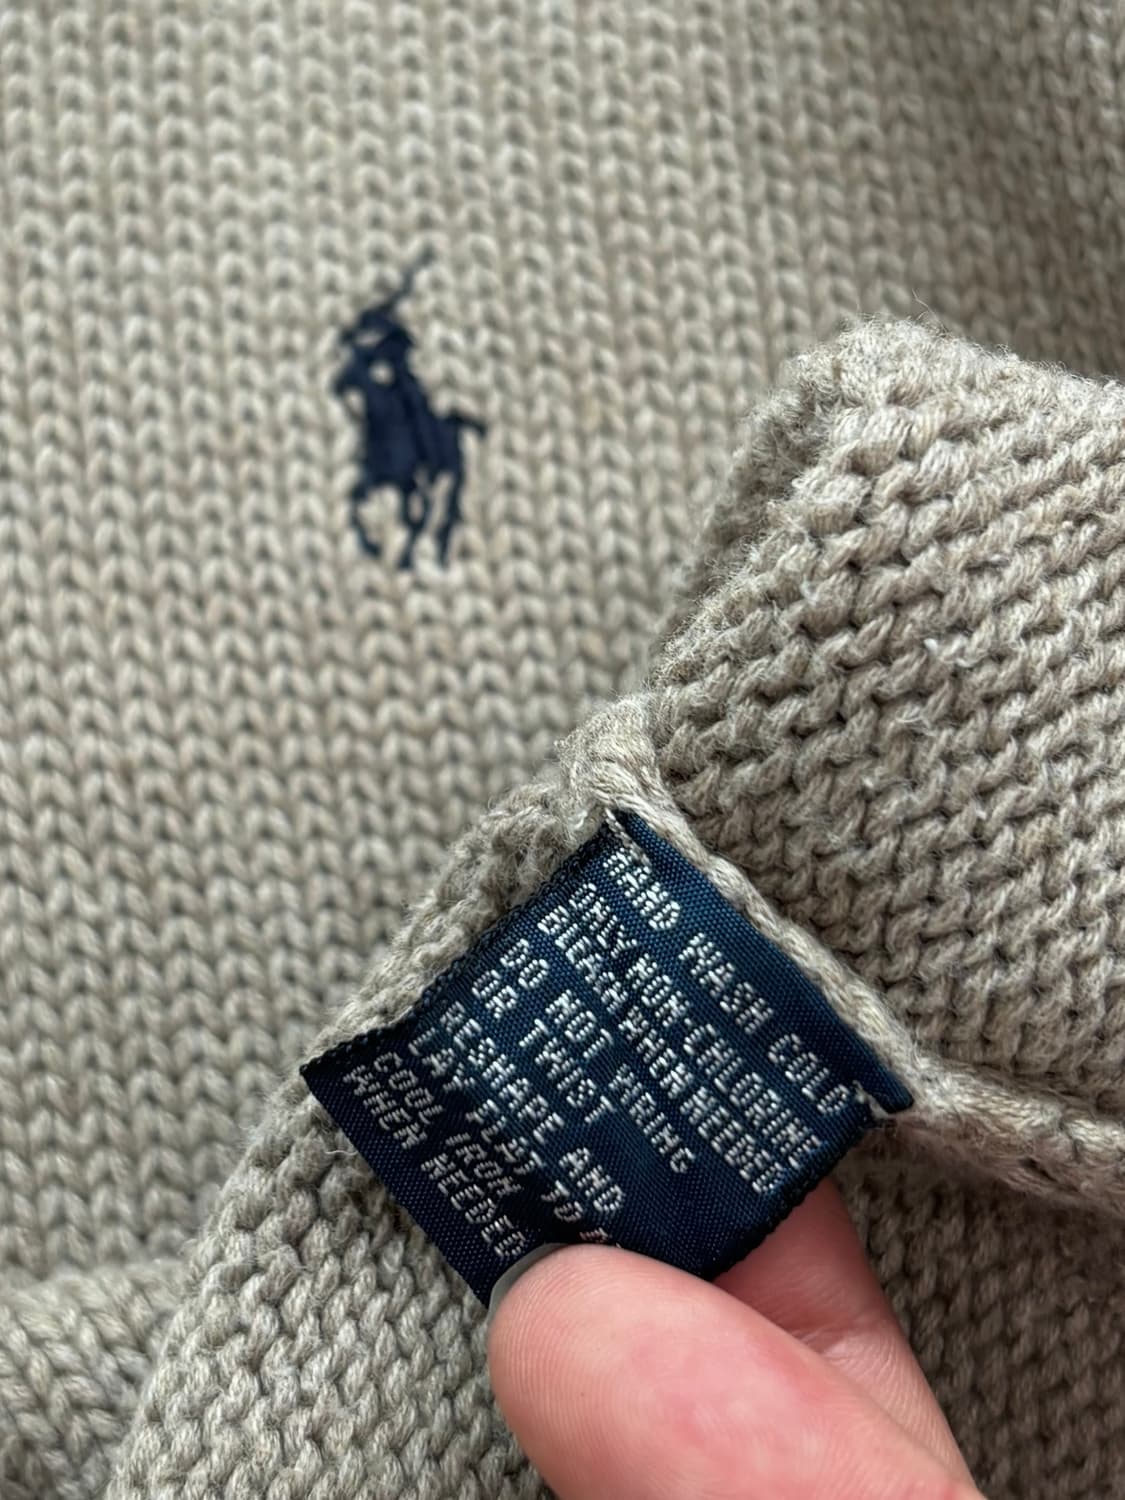 HAND WASH COLD
ONLY NON-CHLORINE
BLEACH WHEN NEEDED
DO NOT WRING
OR TWIST
RESHAPE AND
LAY FLAT TO
COOL IRON
WHEN NEEDED